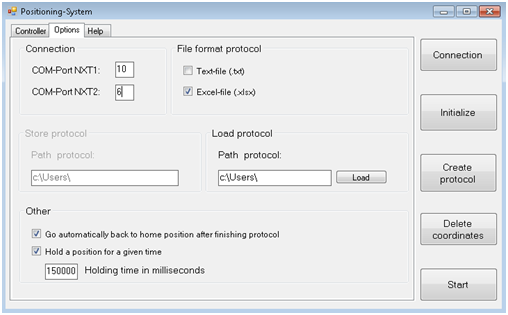 Positioning-System
Controller Options Help
Connection
COM-Port NXT1: 10
COM-Port NXT2: 6
File format protocol
Text-file (.txt)
Excel-file (.xlsx)
Store protocol
Path protocol:
c:\Users\
Load protocol
Path protocol:
c:\Users\ Load
Other
Go automatically back to home position after finishing protocol
Hold a position for a given time
150000 Holding time in milliseconds
Connection
Initialize
Create
protocol
Delete
coordinates
Start